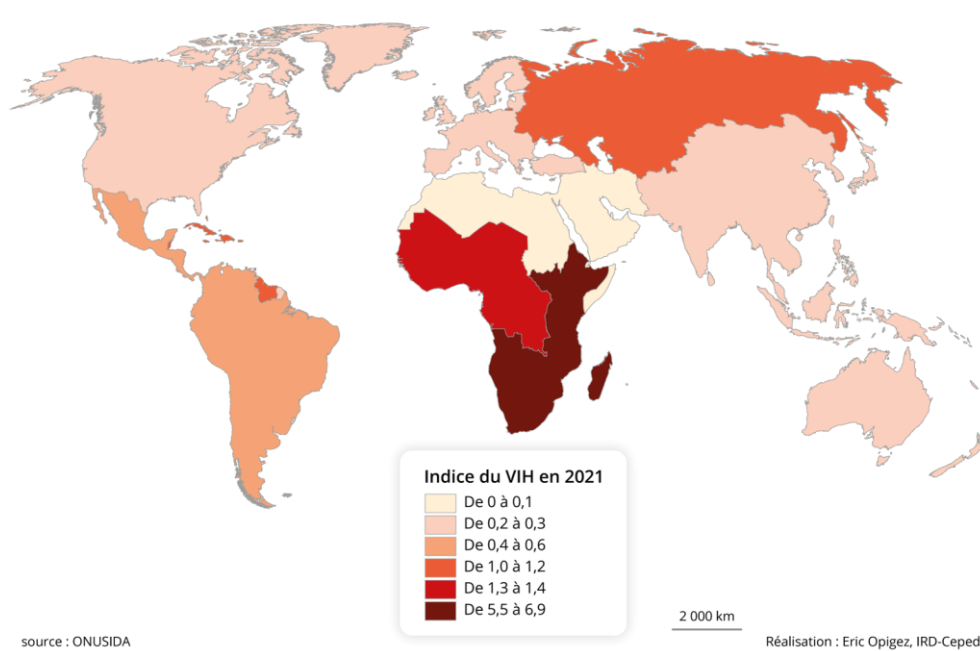 Indice du VIH en 2021
De 0 à 0,1
De 0,2 à 0,3
De 0,4 à 0,6
De 1,0 à 1,2
De 1,3 à 1,4
De 5,5 à 6,9
2 000 km
source : ONUSIDA
Réalisation : Eric Opigez, IRD-Ceped